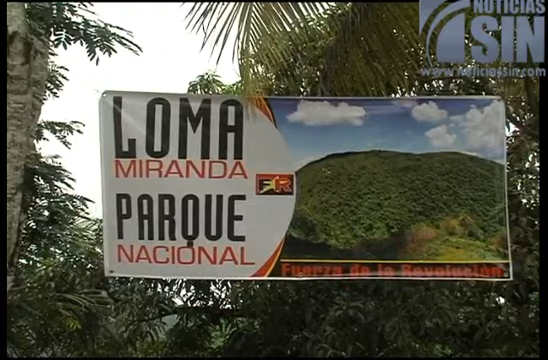 NOTICIAS
SIN
www.noticiassin.com
LOMA
MIRANDA
FR
PARQUE
NACIONAL
Fuerza de la Revolución